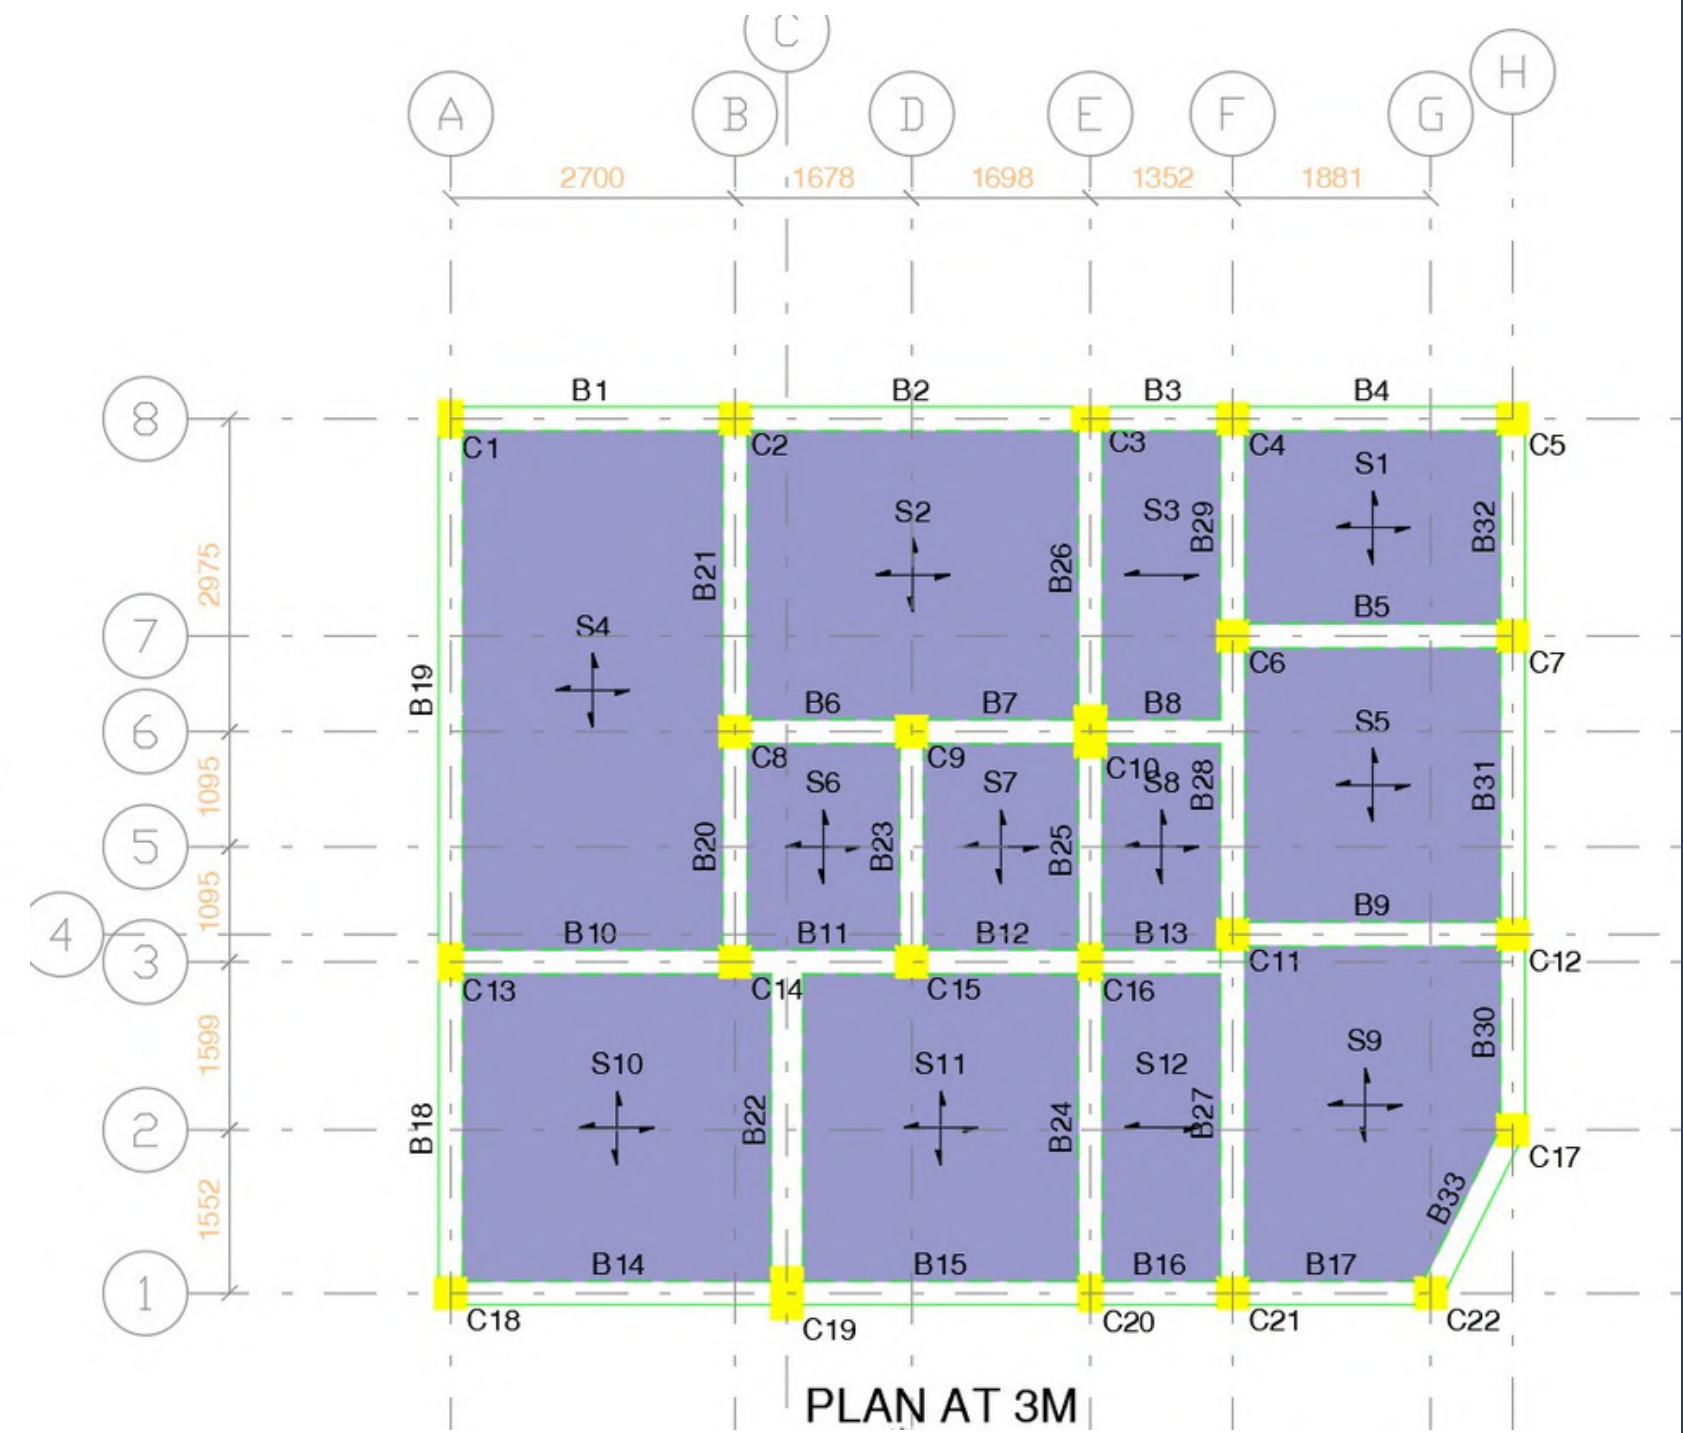 C
H
A B D E F G
2700 1678 1698 1352 1881
B1 B2 B3 B4
8
C1 C2 C3 C4 C5
S1
S2 S3 B29 B32
2975 B21 B26
B5
7 S4
C6 C7
B19
6 B6 B7 B8
S5
C8 C9 C10
1095 S6 S7 S8 B28 B31
5 B20 B23 B25
1095
4 B10 B11 B12 B13 B9
3
C11 C12
C13 C14 C15 C16
1599 S10 S11 S12 S9 B30
2 B18 B22 B24 B27
C17
1552 B33
B14 B15 B16 B17
1
C18 C19 C20 C21 C22
PLAN AT 3M